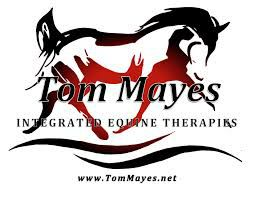 Tom Mayes
INTEGRATED EQUINE THERAPIES
www.TomMayes.net